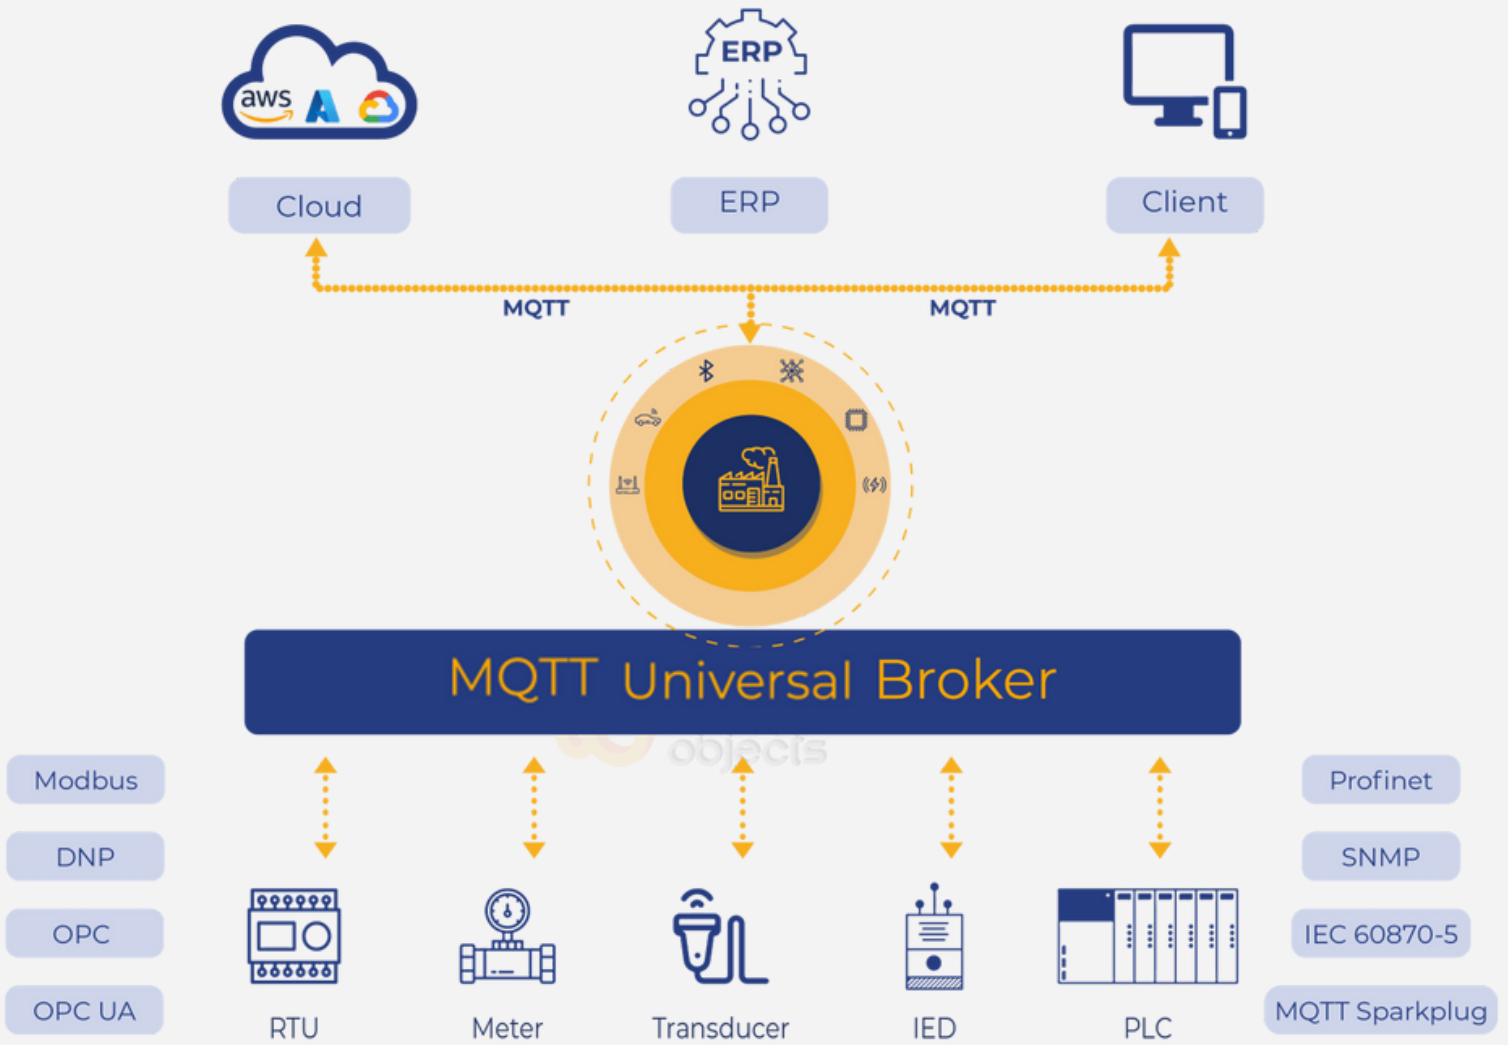 aws
ERP
Cloud
ERP
Client
MQTT
MQTT
MQTT Universal Broker
objects
Modbus
Profinet
DNP
SNMP
OPC
IEC 60870-5
OPC UA
MQTT Sparkplug
RTU
Meter
Transducer
IED
PLC